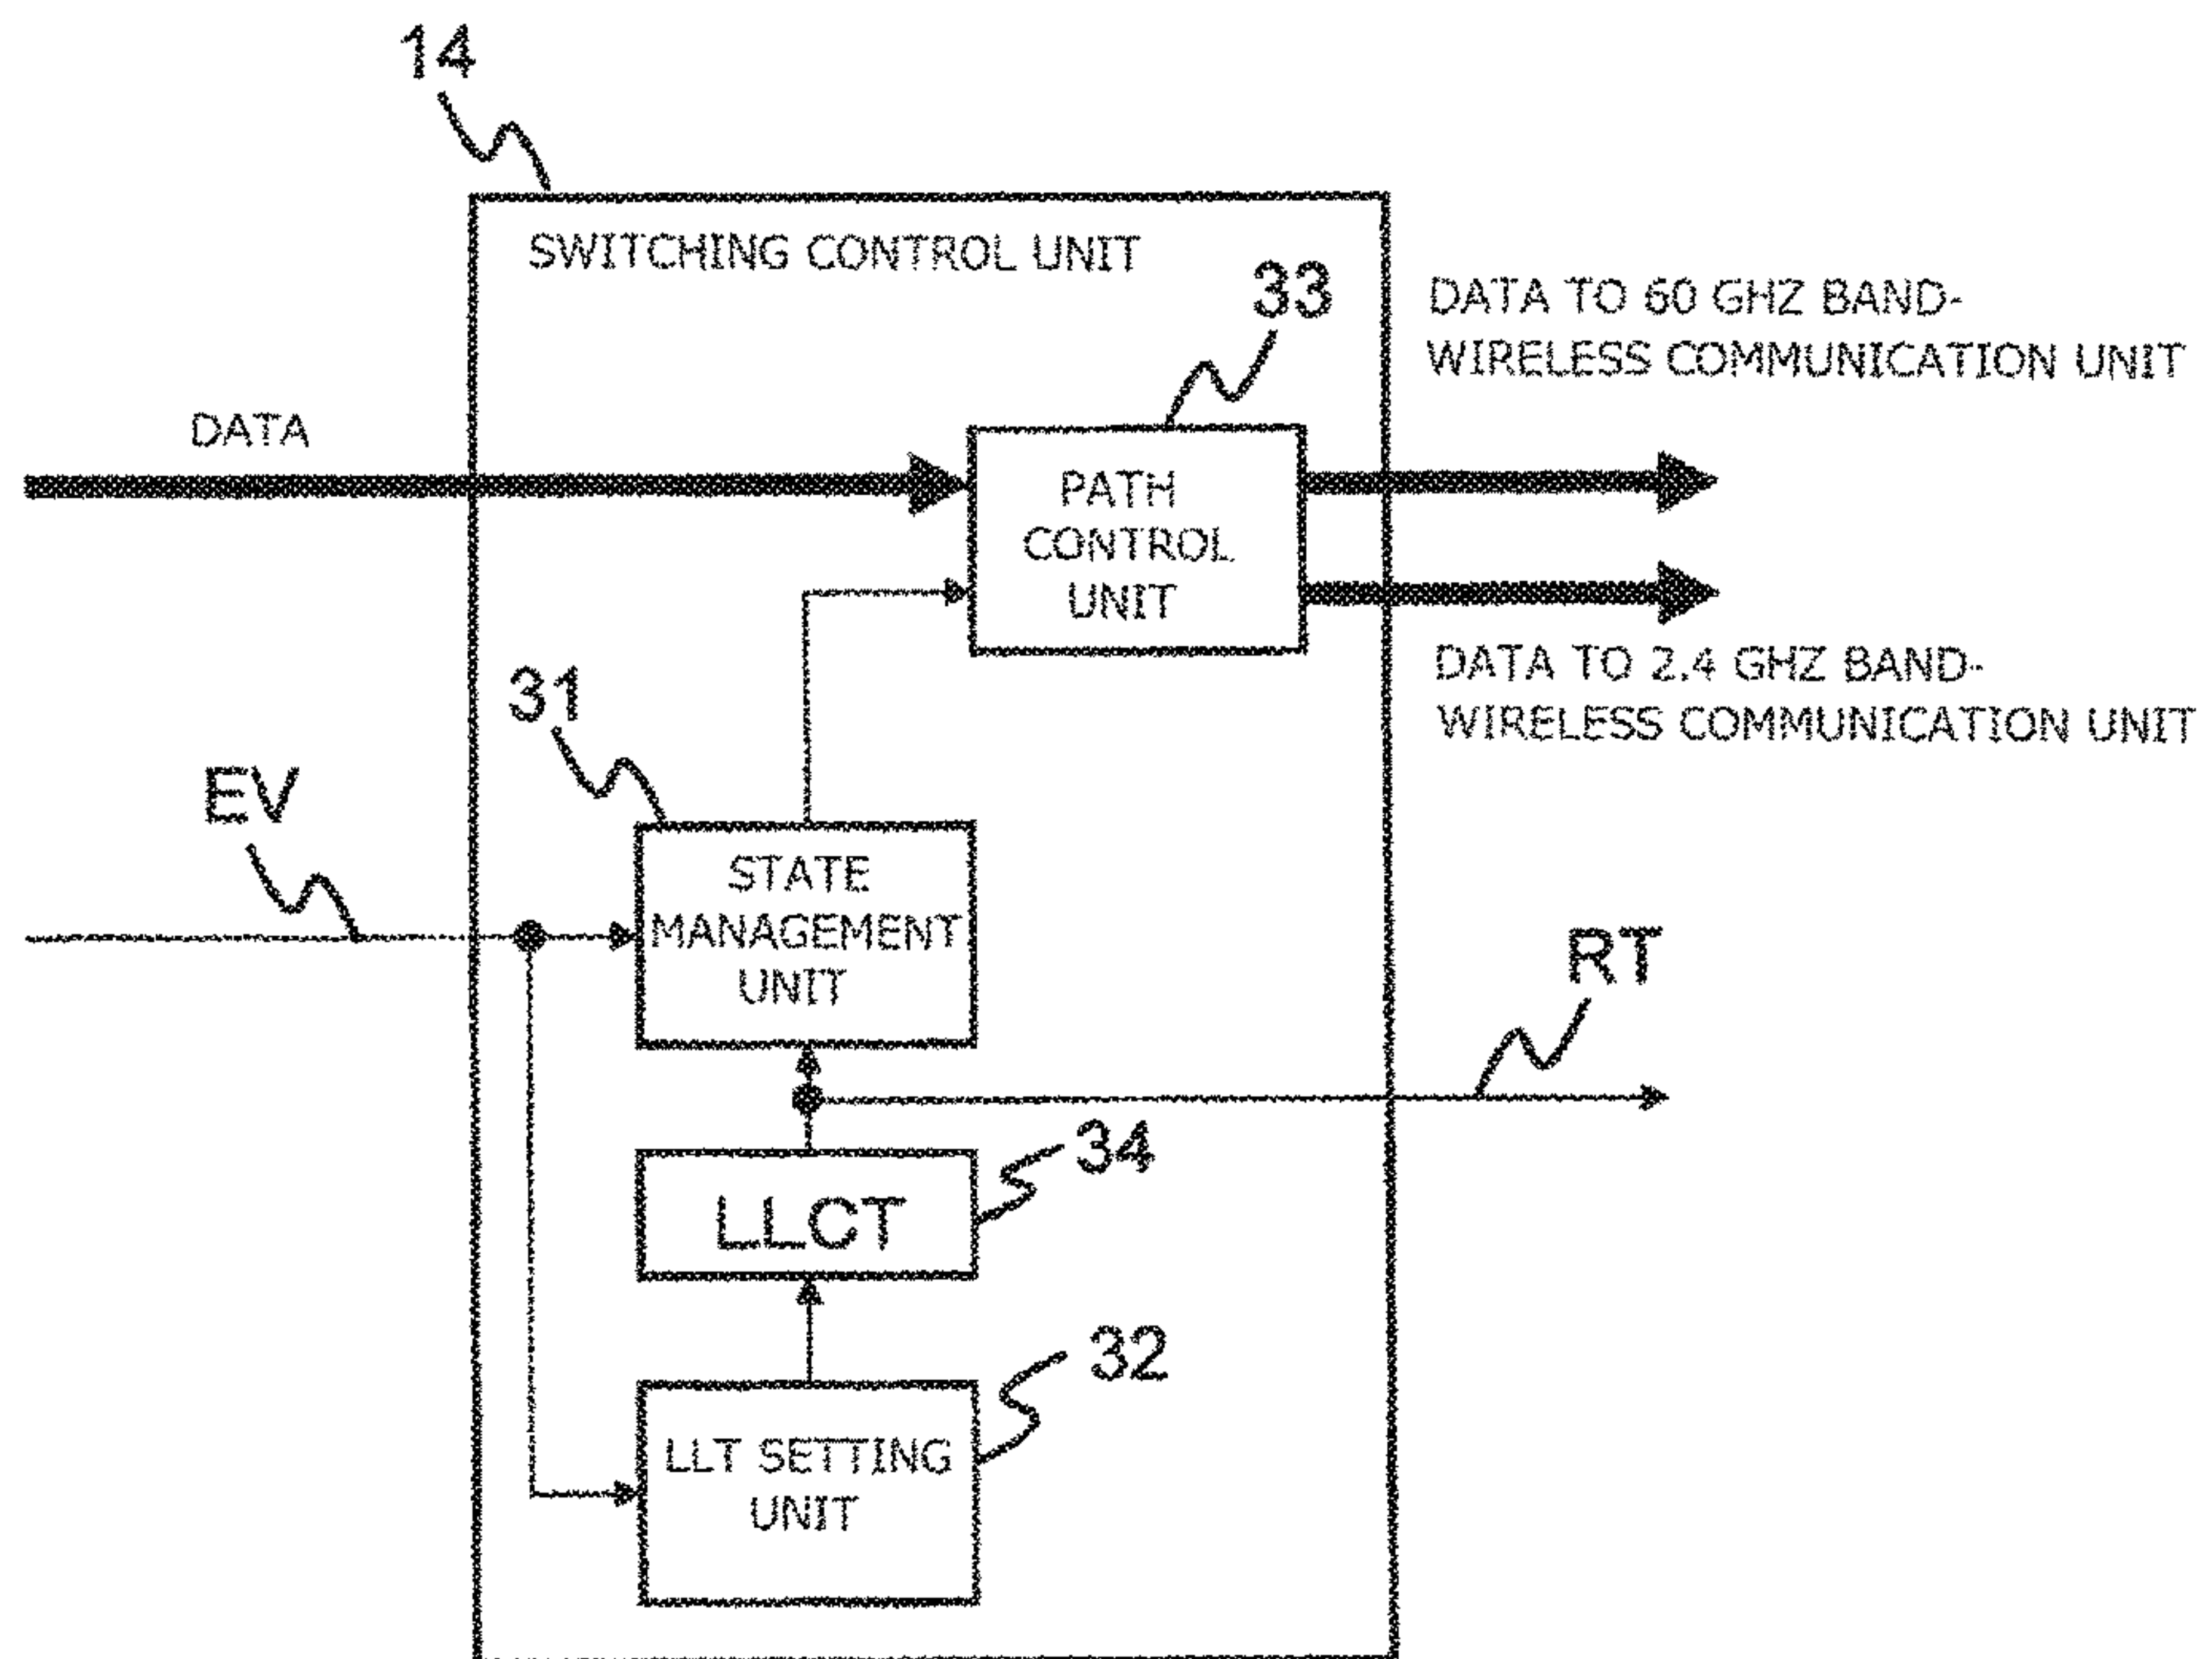 14
SWITCHING CONTROL UNIT
33
DATA TO 60 GHZ BAND-
WIRELESS COMMUNICATION UNIT
DATA
PATH
CONTROL
UNIT
DATA TO 2.4 GHZ BAND-
WIRELESS COMMUNICATION UNIT
31
EV
STATE
MANAGEMENT
UNIT
RT
34
LLCT
32
LLT SETTING
UNIT